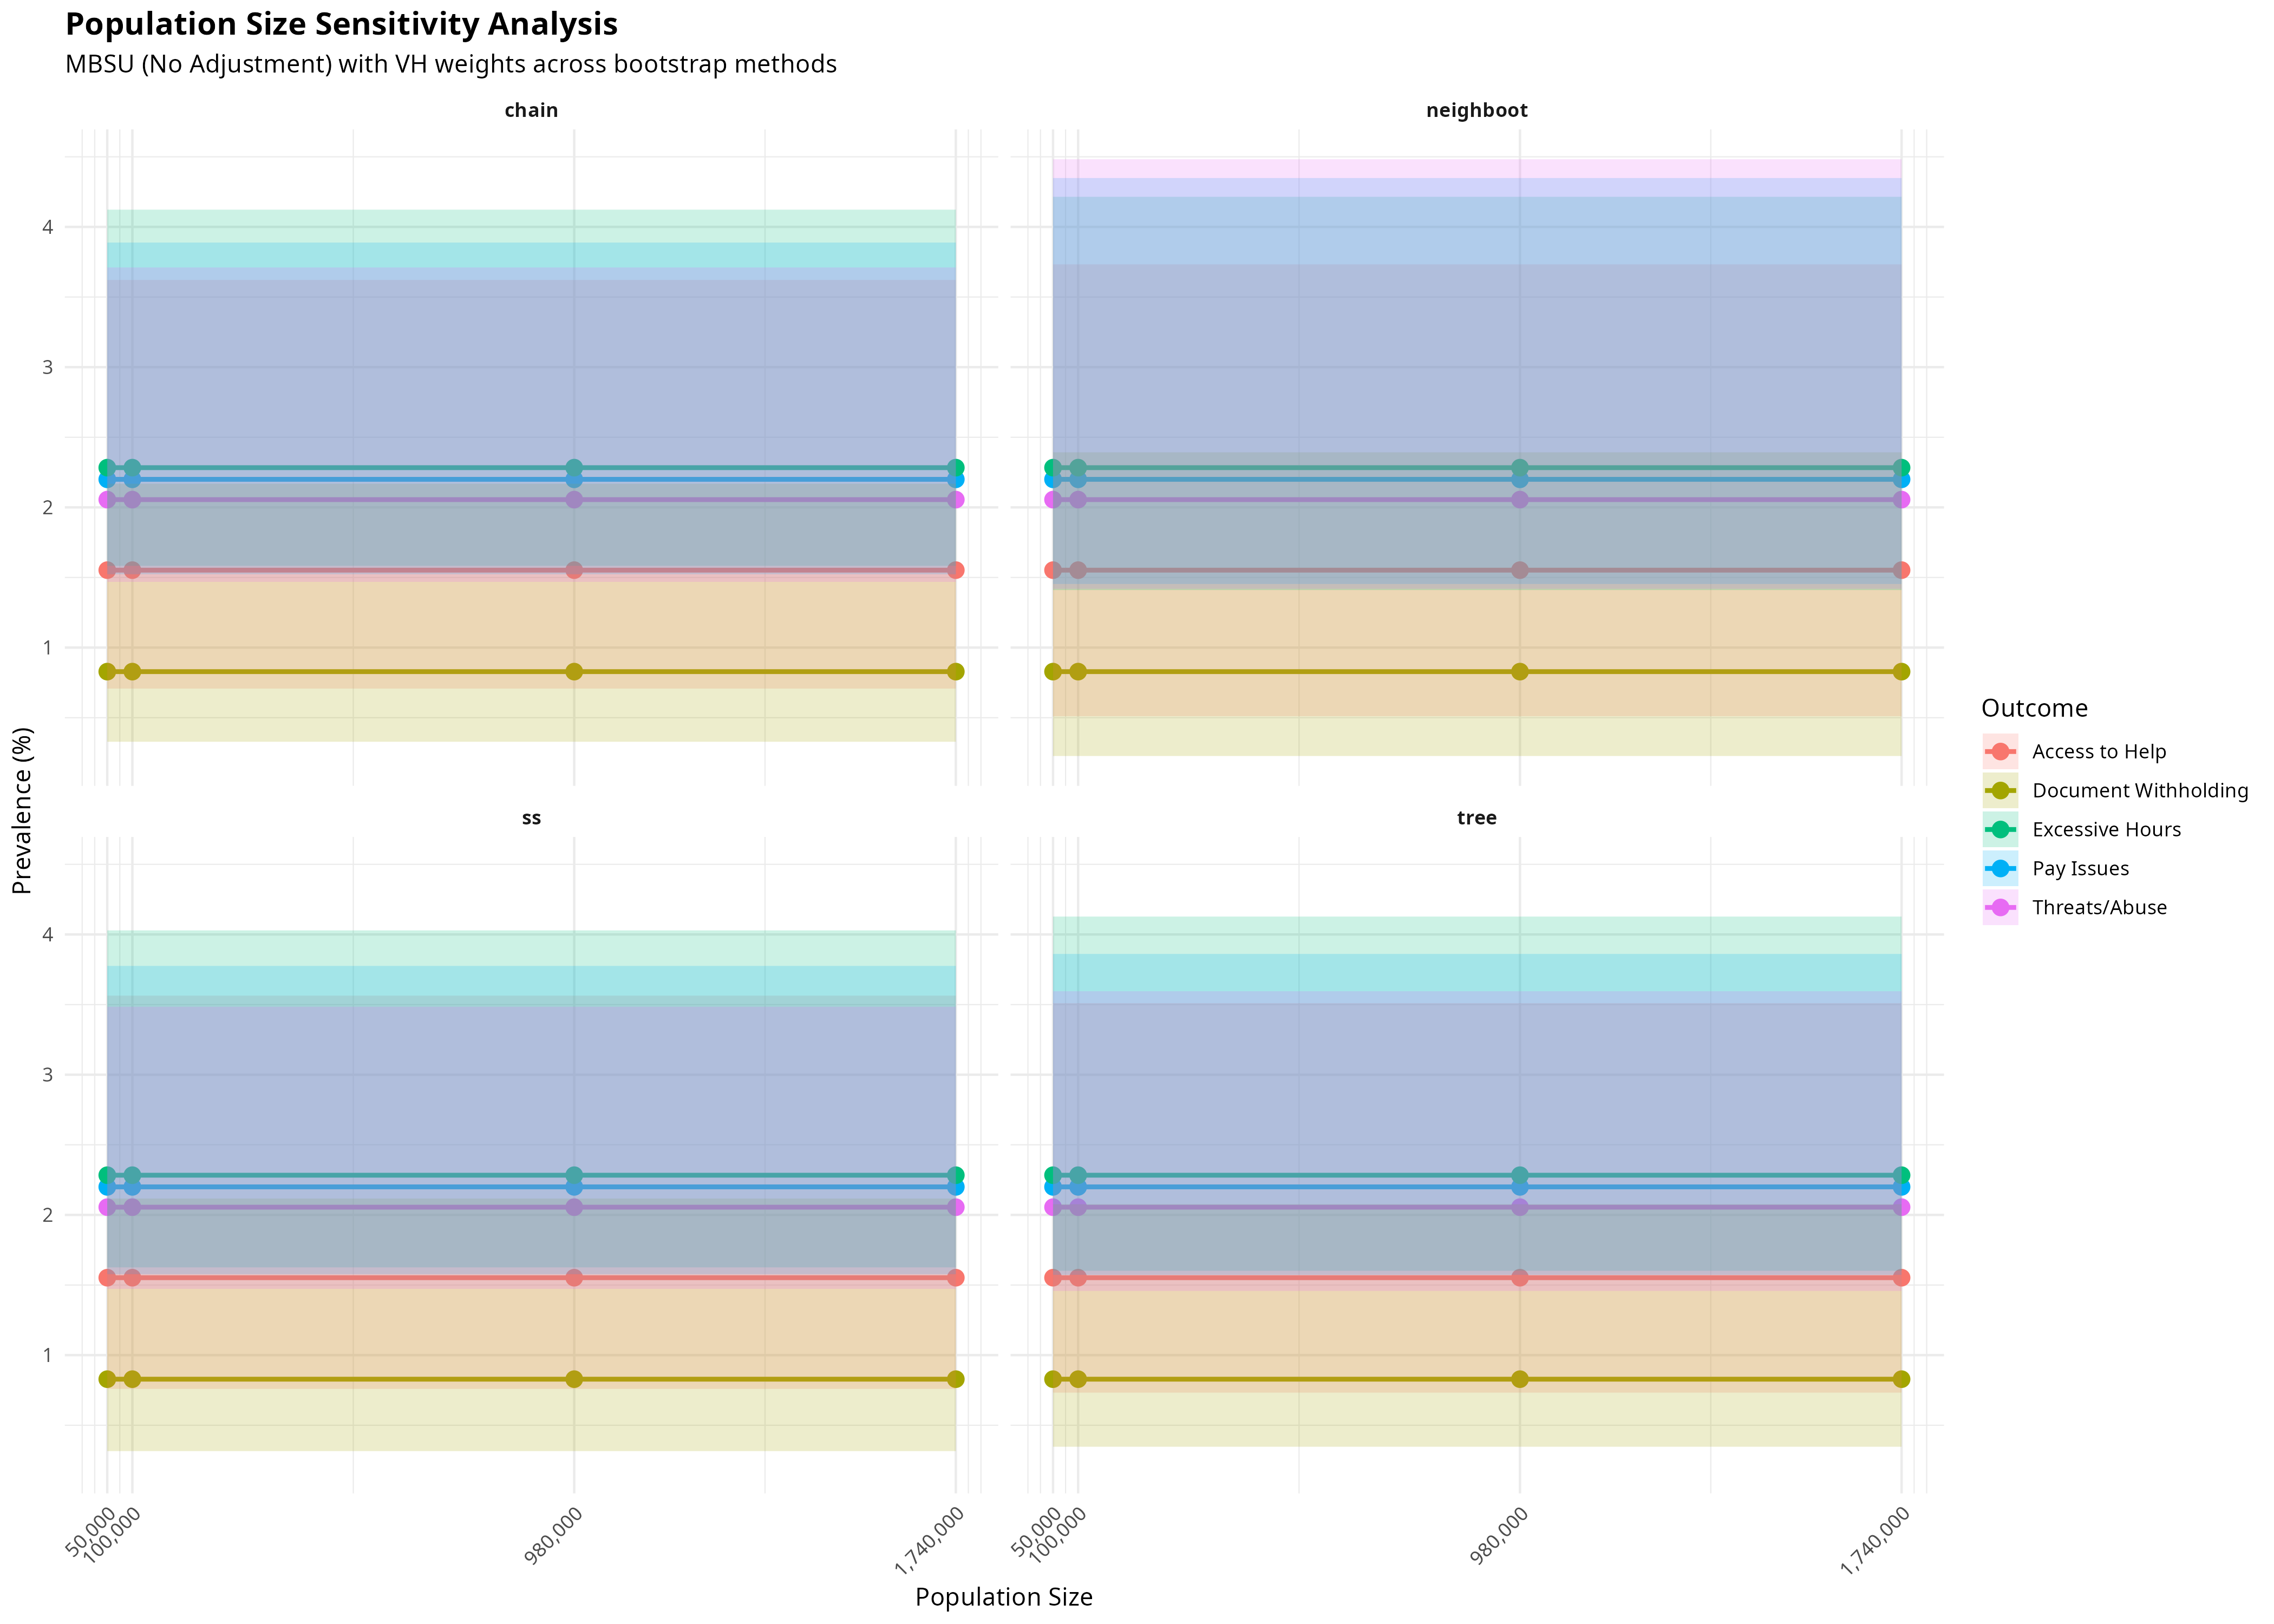 Population Size Sensitivity Analysis
MBSU (No Adjustment) with VH weights across bootstrap methods
chain
neighboot
4
3
2
1
ss
tree
4
3
2
1
Prevalence (%)
50,000
100,000
980,000
1,740,000
50,000
100,000
980,000
1,740,000
Population Size
Outcome
Access to Help
Document Withholding
Excessive Hours
Pay Issues
Threats/Abuse